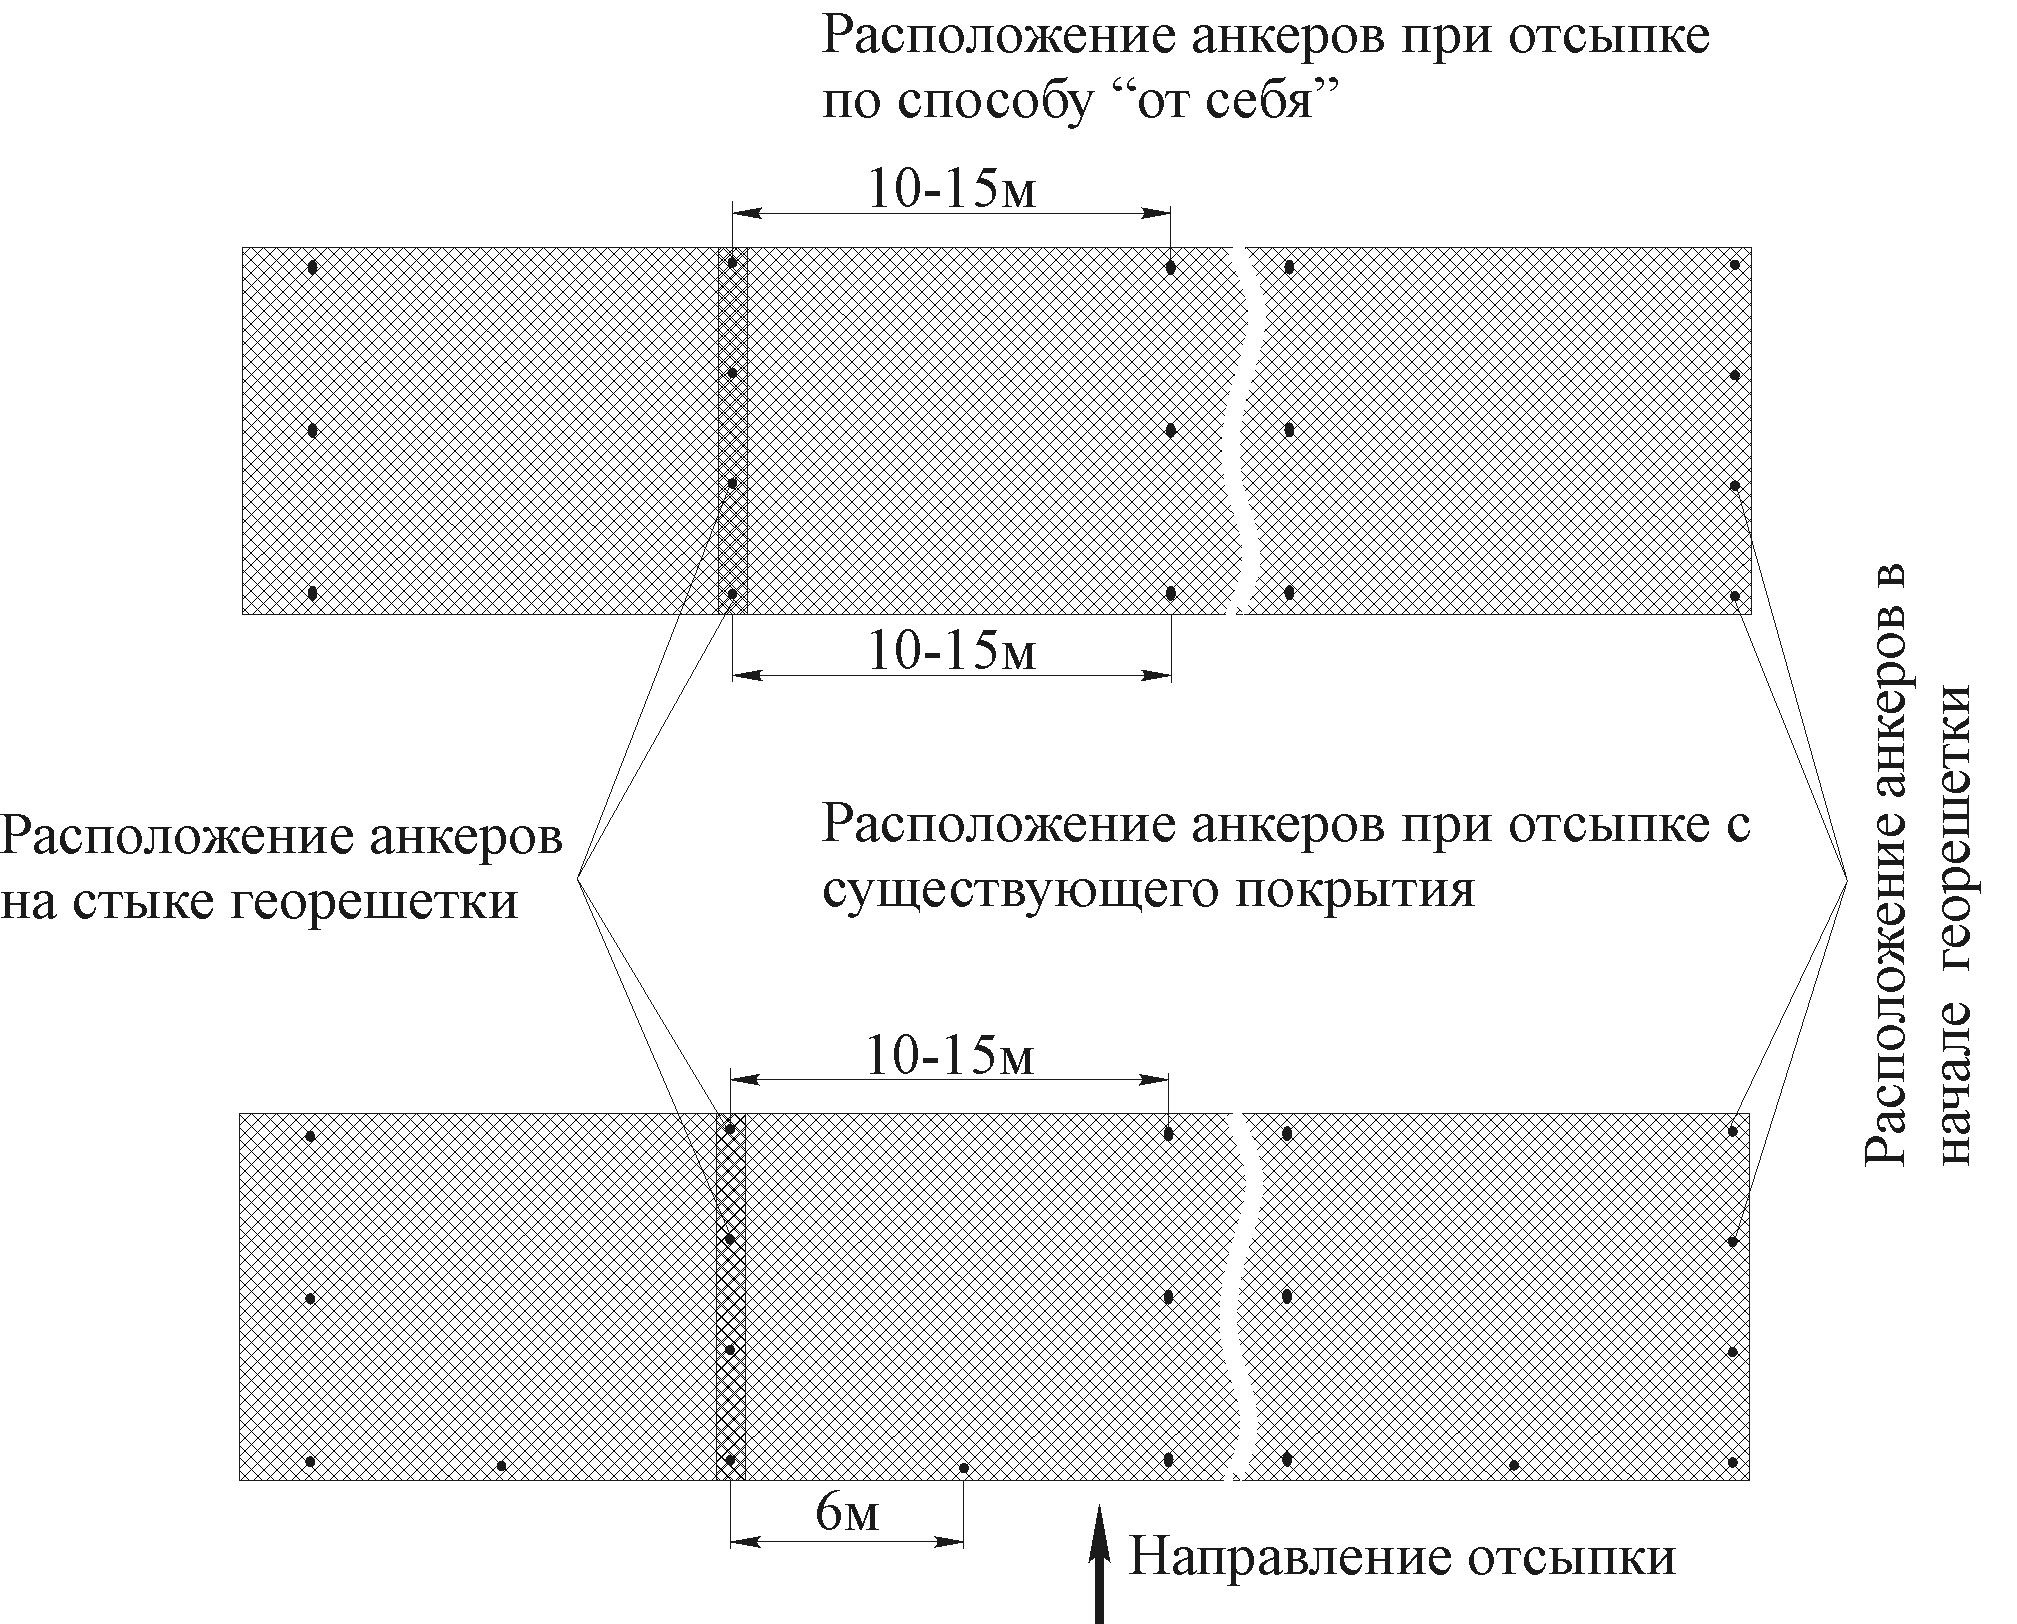 Расположение анкеров при отсыпке
по способу “от себя”
10-15м
10-15м
Расположение анкеров
на стыке георешетки
Расположение анкеров при отсыпке с
существующего покрытия
Расположение анкеров в
начале георешетки
10-15м
6м
Направление отсыпки